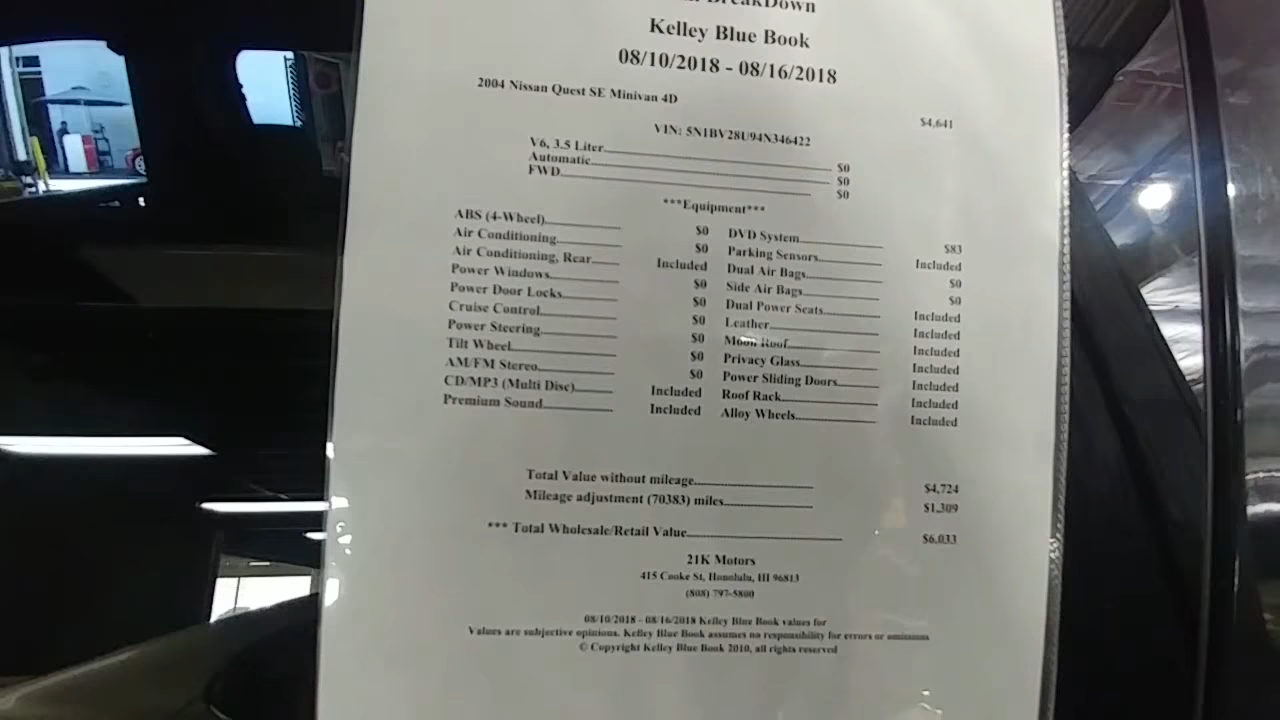 BreakDown
Kelley Blue Book
08/10/2018 - 08/16/2018
2004 Nissan Quest SE Minivan 4D $4,641
VIN: 5N1BV28U94N346422
V6, 3.5 Liter $0
Automatic $0
FWD $0
***Equipment***
ABS (4-Wheel) $0 DVD System $83
Air Conditioning $0 Parking Sensors Included
Air Conditioning, Rear Included Dual Air Bags $0
Power Windows $0 Side Air Bags $0
Power Door Locks $0 Dual Power Seats Included
Cruise Control $0 Leather Included
Power Steering $0 Moon Roof Included
Tilt Wheel $0 Privacy Glass Included
AM/FM Stereo $0 Power Sliding Doors Included
CD/MP3 (Multi Disc) Included Roof Rack Included
Premium Sound Included Alloy Wheels Included
Total Value without mileage $4,724
Mileage adjustment (70383) miles $1,309
*** Total Wholesale/Retail Value $6,033
21K Motors
415 Cooke St, Honolulu, HI 96813
(808) 797-5800
08/10/2018 - 08/16/2018 Kelley Blue Book values for
Values are subjective opinions. Kelley Blue Book assumes no responsibility for errors or omissions
© Copyright Kelley Blue Book 2010, all rights reserved